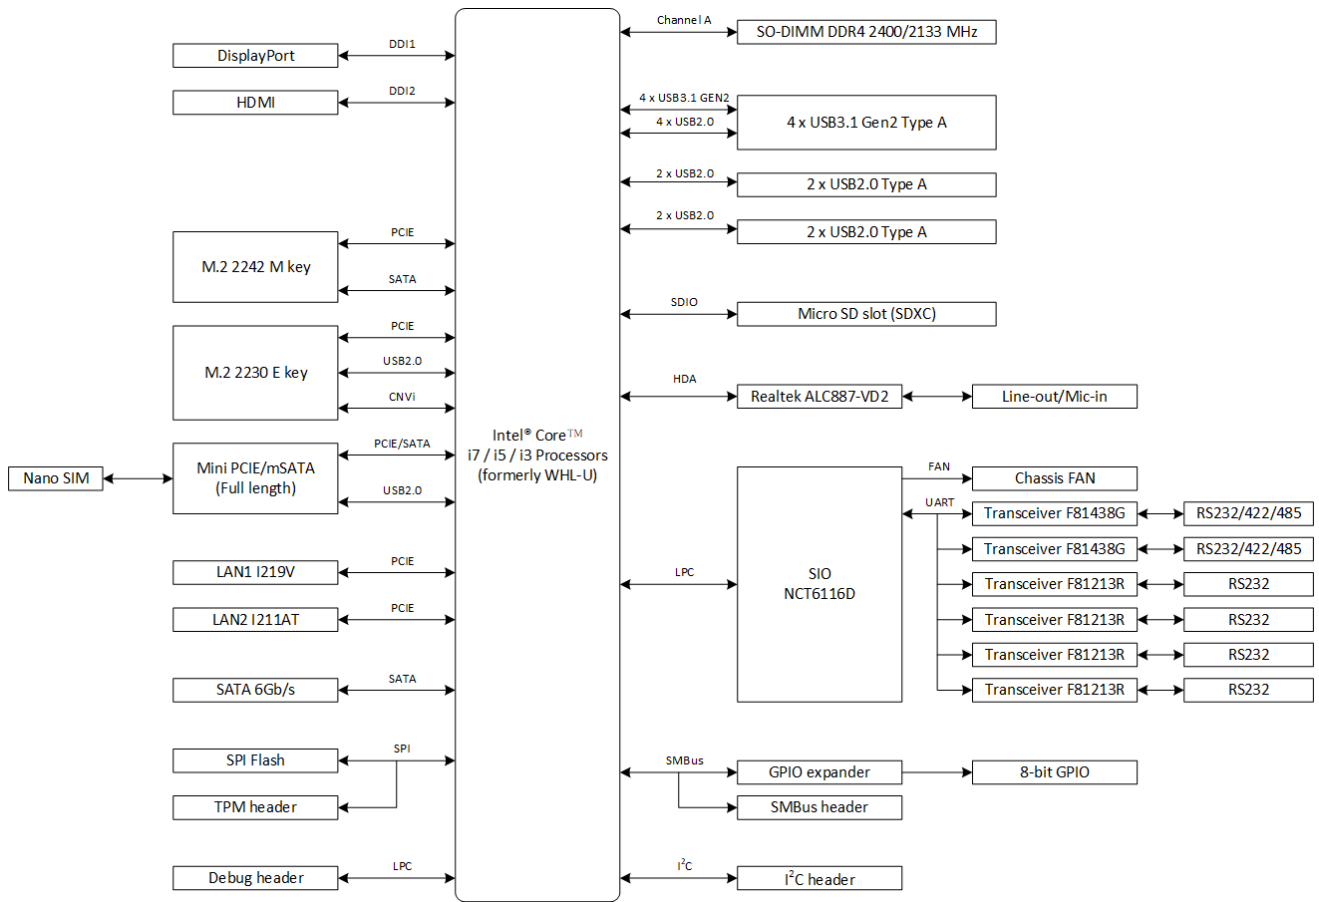 DisplayPort
DDI1
HDMI
DDI2
M.2 2242 M key
PCIE
SATA
M.2 2230 E key
PCIE
USB2.0
CNVi
Nano SIM
Mini PCIE/mSATA
(Full length)
PCIE/SATA
USB2.0
LAN1 I219V
PCIE
LAN2 I211AT
PCIE
SATA 6Gb/s
SATA
SPI Flash
SPI
TPM header
Debug header
LPC
Intel® Core™
i7 / i5 / i3 Processors
(formerly WHL-U)
Channel A
SO-DIMM DDR4 2400/2133 MHz
4 x USB3.1 GEN2
4 x USB2.0
4 x USB3.1 Gen2 Type A
2 x USB2.0
2 x USB2.0 Type A
2 x USB2.0
2 x USB2.0 Type A
SDIO
Micro SD slot (SDXC)
HDA
Realtek ALC887-VD2
Line-out/Mic-in
LPC
SIO
NCT6116D
FAN
Chassis FAN
UART
Transceiver F81438G
RS232/422/485
Transceiver F81438G
RS232/422/485
Transceiver F81213R
RS232
Transceiver F81213R
RS232
Transceiver F81213R
RS232
Transceiver F81213R
RS232
SMBus
GPIO expander
8-bit GPIO
SMBus header
I²C
I²C header